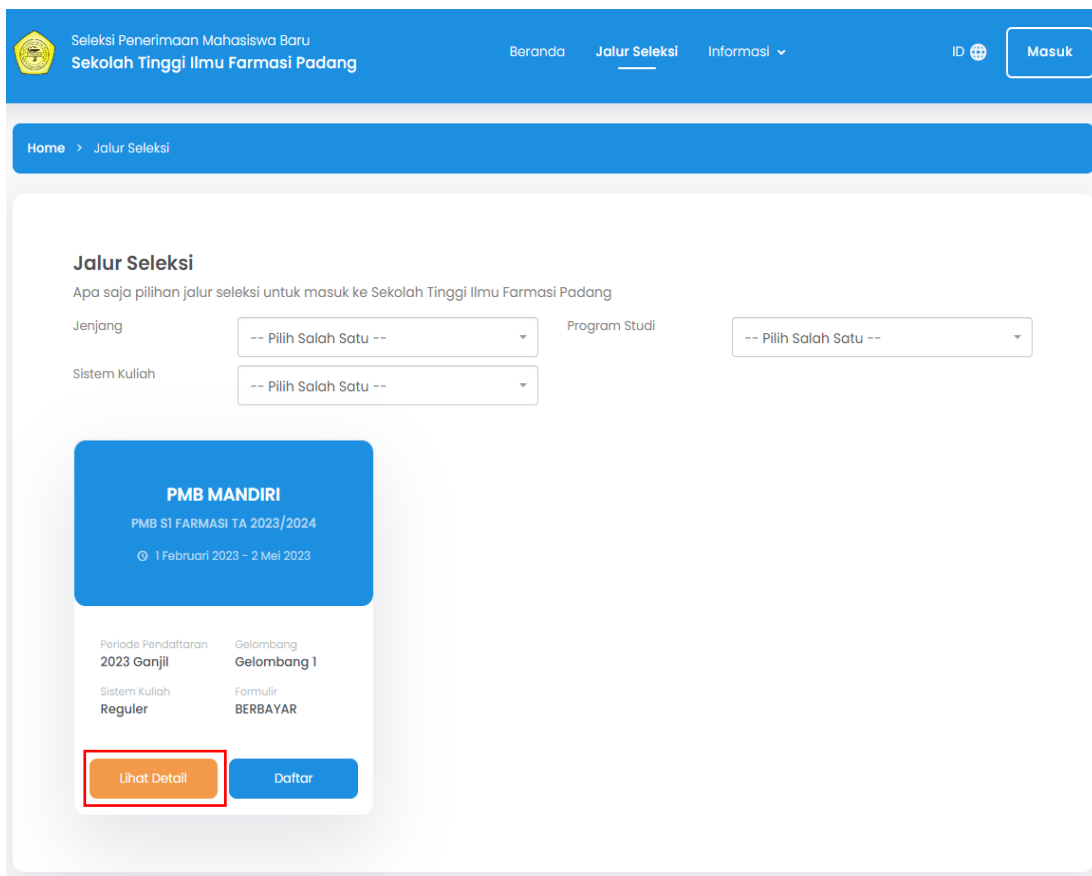 Seleksi Penerimaan Mahasiswa Baru
Sekolah Tinggi Ilmu Farmasi Padang
Beranda Jalur Seleksi Informasi ID Masuk
Home > Jalur Seleksi
Jalur Seleksi
Apa saja pilihan jalur seleksi untuk masuk ke Sekolah Tinggi Ilmu Farmasi Padang
Jenjang -- Pilih Salah Satu -- Program Studi -- Pilih Salah Satu --
Sistem Kuliah -- Pilih Salah Satu --
PMB MANDIRI
PMB S1 FARMASI TA 2023/2024
1 Februari 2023 - 2 Mei 2023
Periode Pendaftaran Gelombang
2023 Ganjil Gelombang 1
Sistem Kuliah Formulir
Reguler BERBAYAR
Lihat Detail Daftar